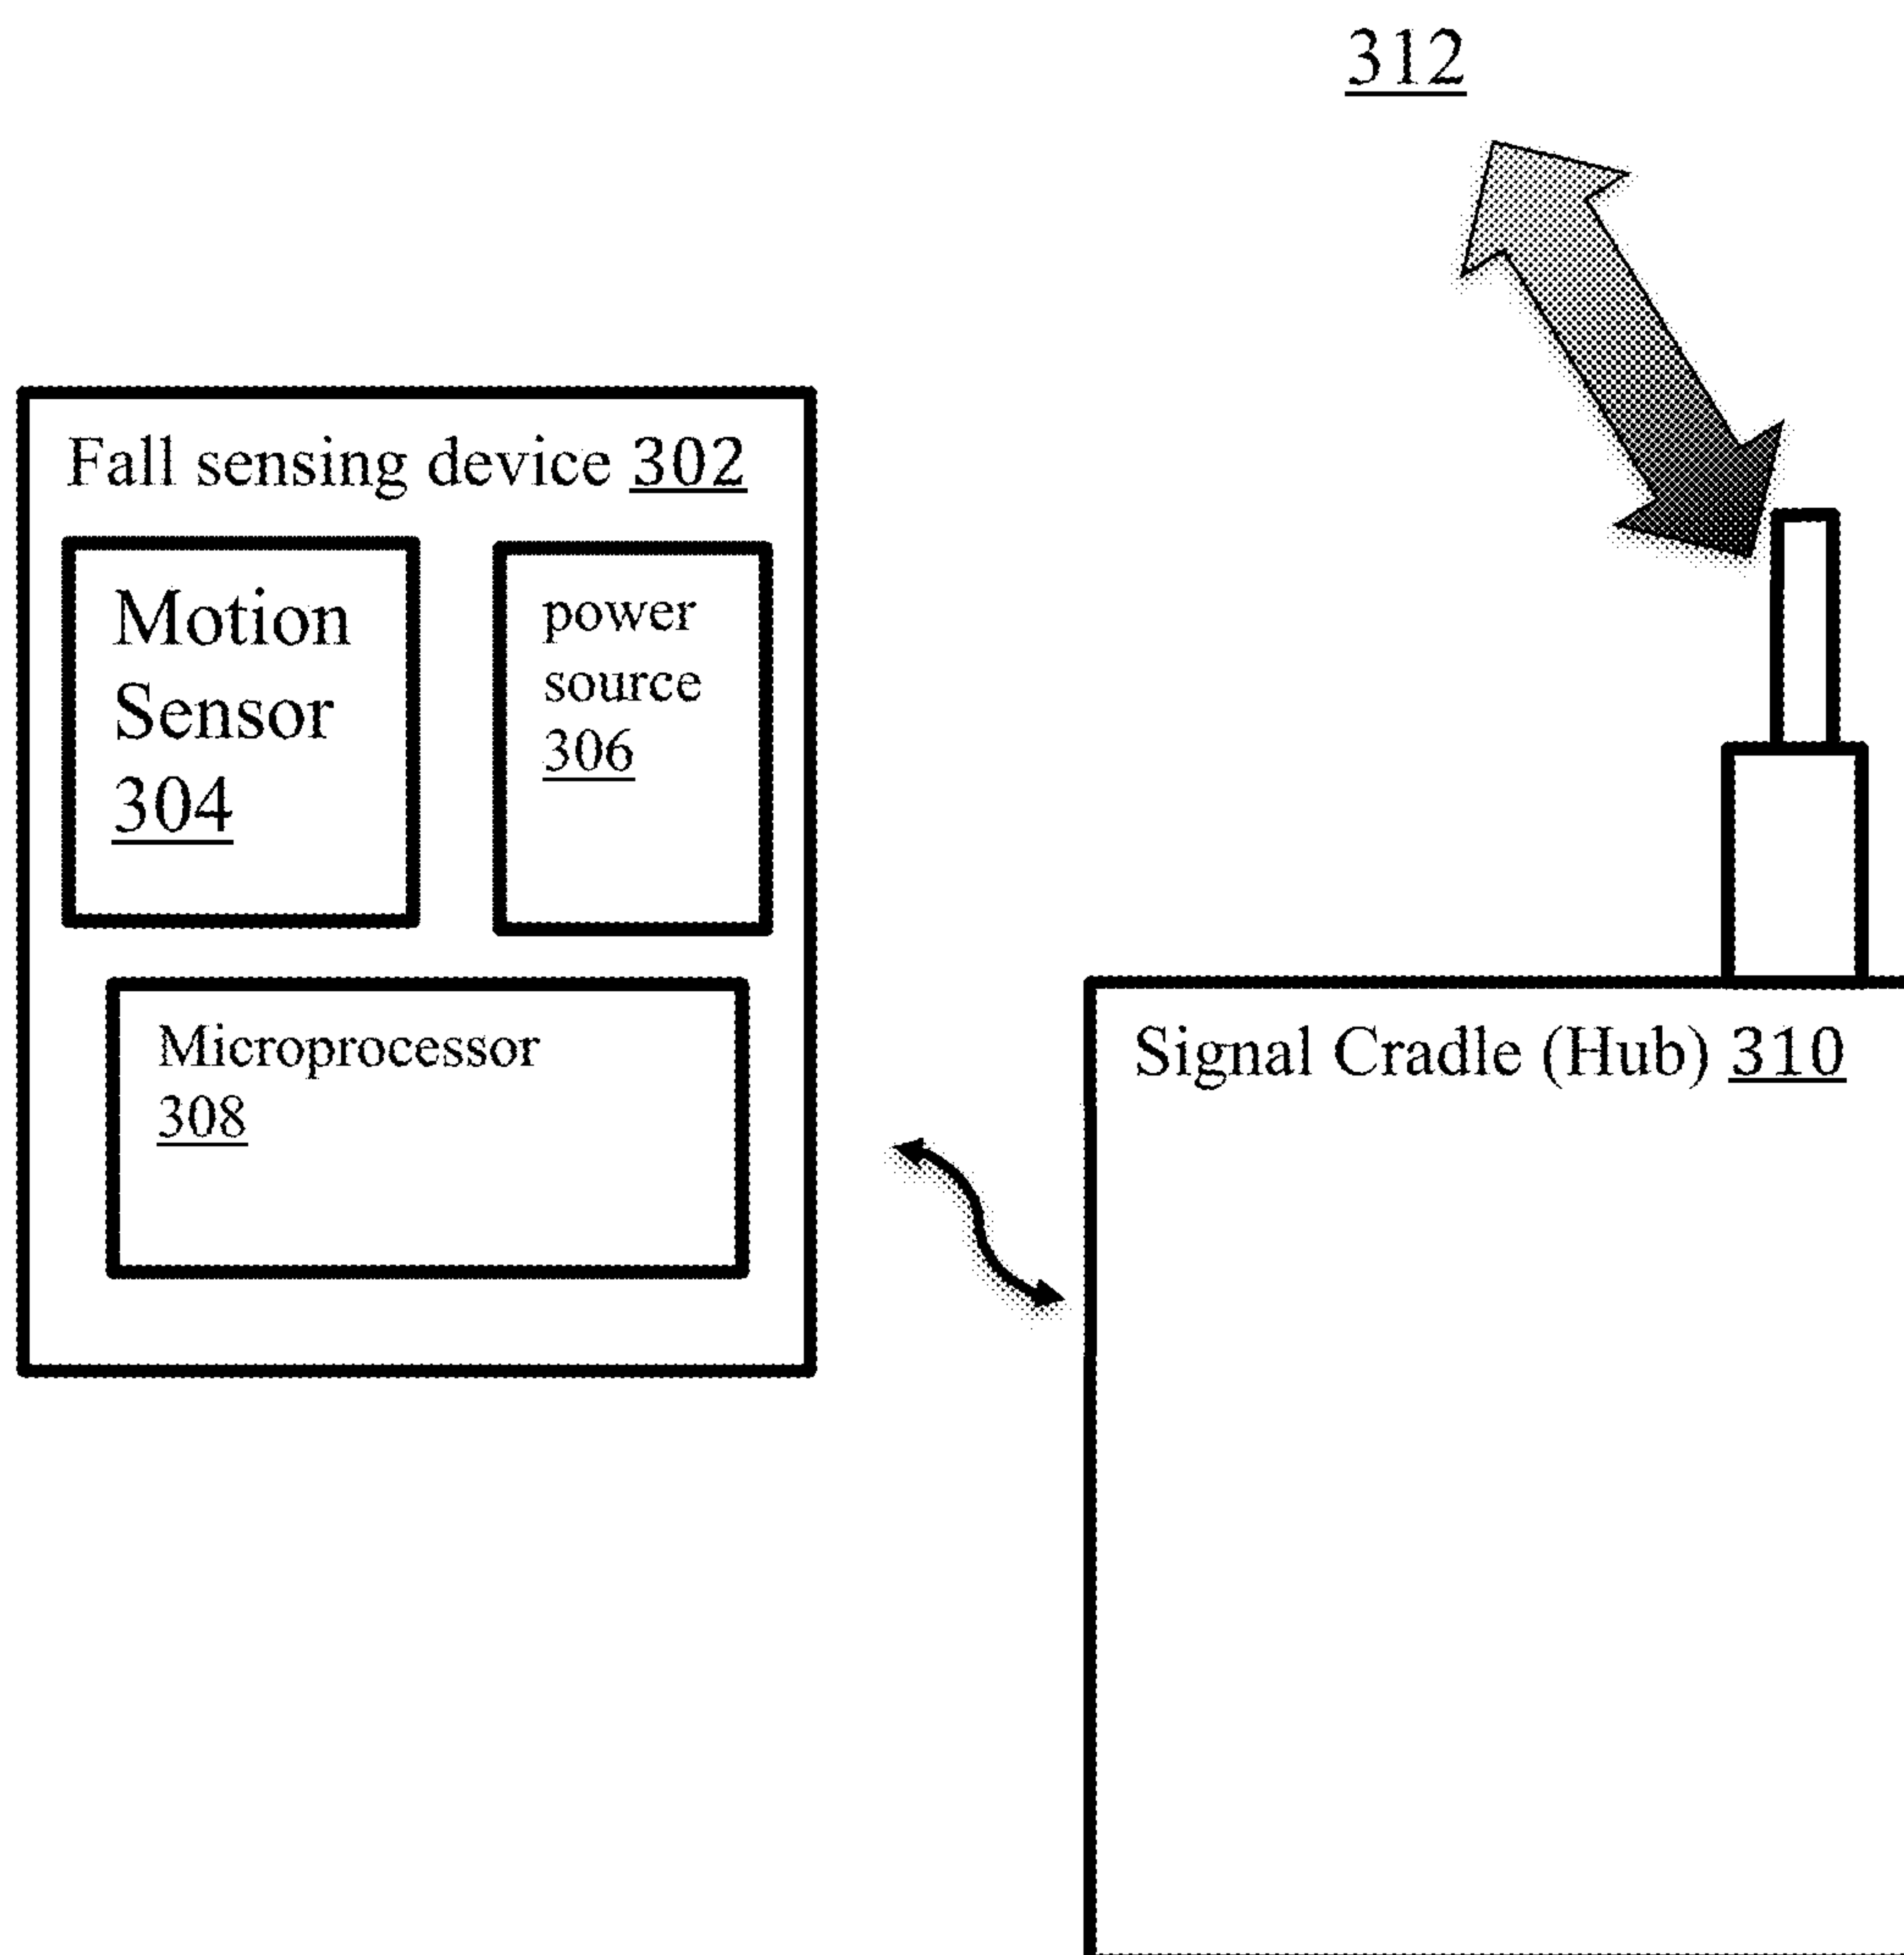 312
Fall sensing device 302
Motion
Sensor
304
power
source
306
Microprocessor
308
Signal Cradle (Hub) 310